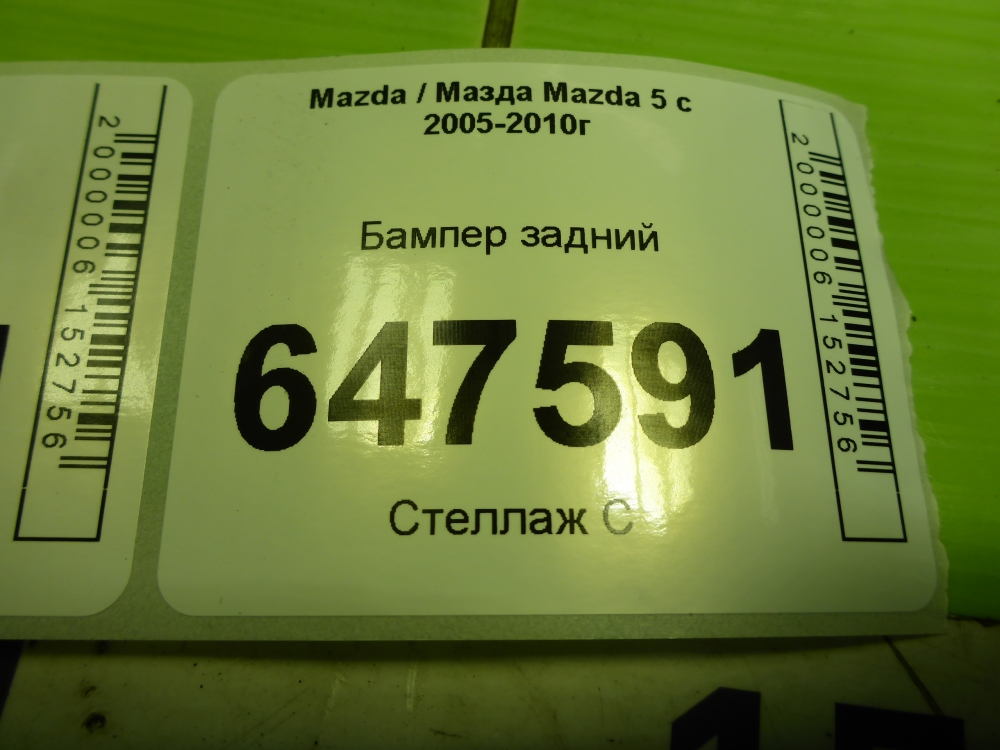 Mazda / Мазда Mazda 5 с
2005-2010г
Бампер задний
647591
Стеллаж С
2000006152756
2000006152756